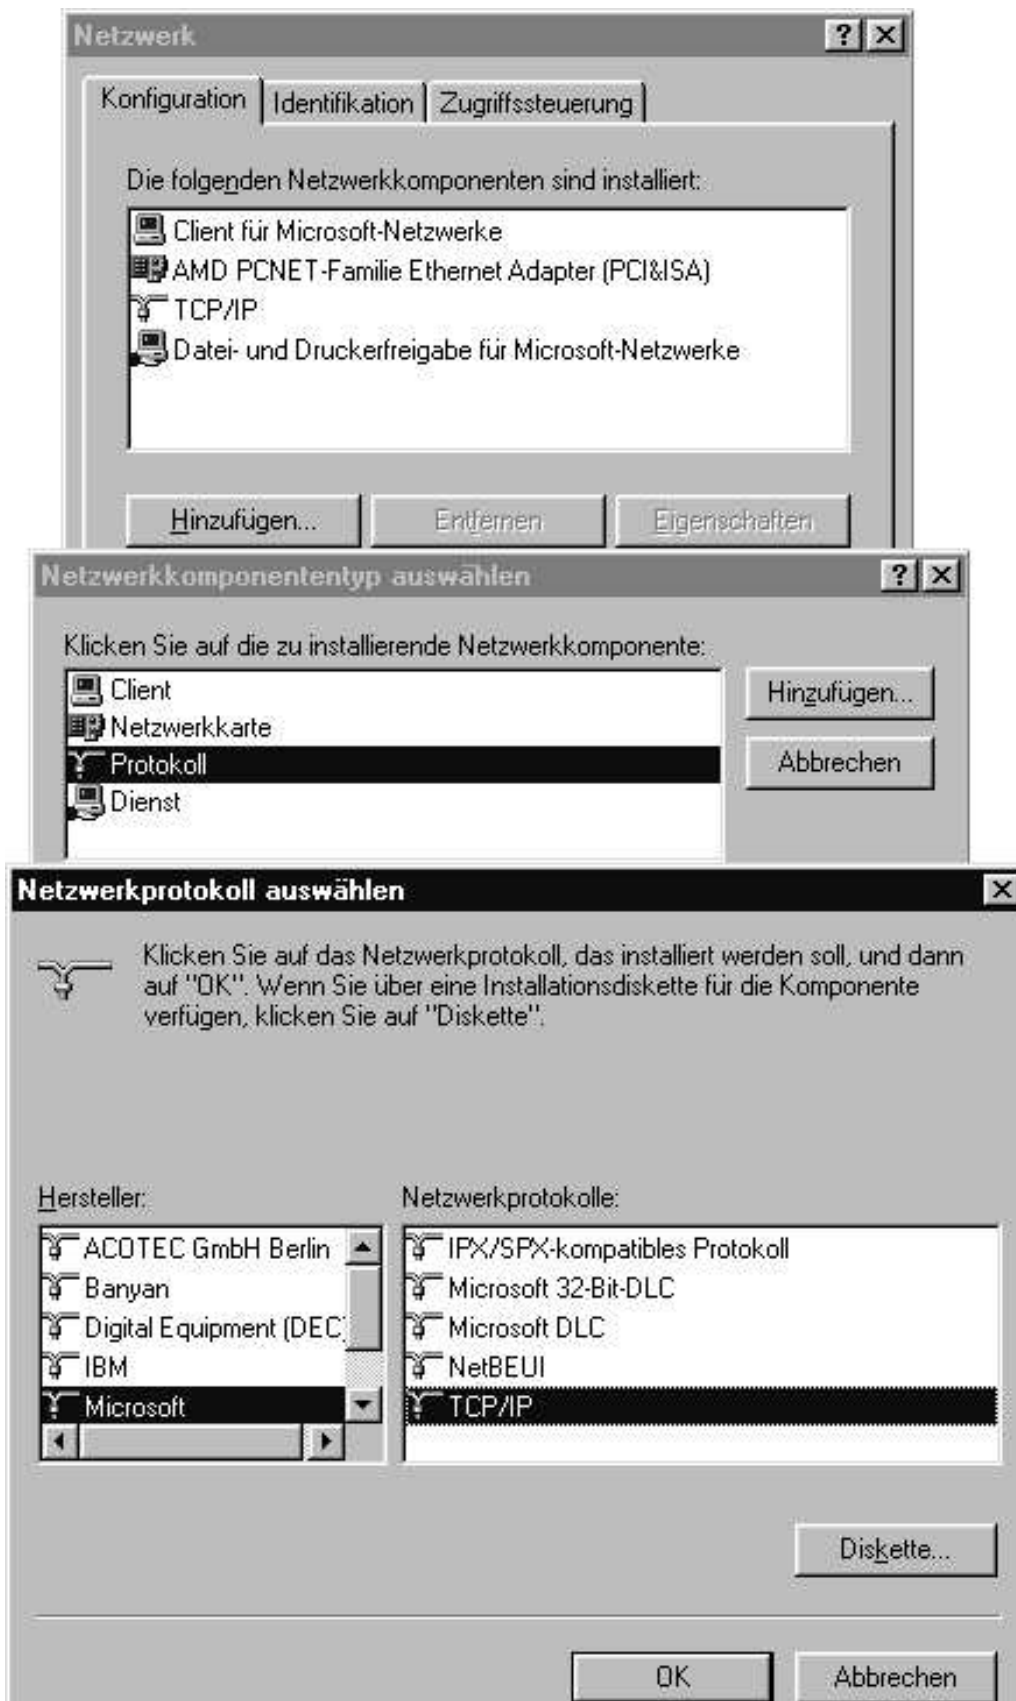 Netzwerk
Konfiguration
Identifikation
Zugriffssteuerung
Die folgenden Netzwerkkomponenten sind installiert:
Client für Microsoft-Netzwerke
AMD PCNET-Familie Ethernet Adapter (PCI&ISA)
TCP/IP
Datei- und Druckerfreigabe für Microsoft-Netzwerke
Hinzufügen...
Entfernen
Eigenschaften
Netzwerkkomponententyp auswählen
Klicken Sie auf die zu installierende Netzwerkkomponente:
Client
Netzwerkkarte
Protokoll
Dienst
Hinzufügen...
Abbrechen
Netzwerkprotokoll auswählen
Klicken Sie auf das Netzwerkprotokoll, das installiert werden soll, und dann
auf "OK". Wenn Sie über eine Installationsdiskette für die Komponente
verfügen, klicken Sie auf "Diskette".
Hersteller:
ACOTEC GmbH Berlin
Banyan
Digital Equipment (DEC)
IBM
Microsoft
Netzwerkprotokolle:
IPX/SPX-kompatibles Protokoll
Microsoft 32-Bit-DLC
Microsoft DLC
NetBEUI
TCP/IP
Diskette...
OK
Abbrechen